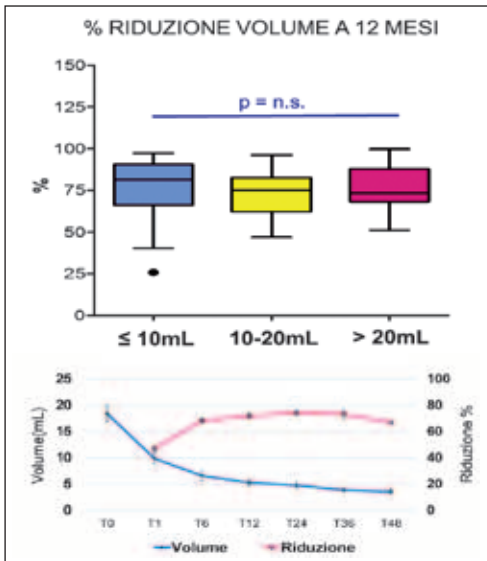 % RIDUZIONE VOLUME A 12 MESI
150
125
100
75
50
25
0
%
p = n.s.
≤ 10mL 10-20mL > 20mL
25
20
15
10
5
0
Volume(mL)
100
80
60
40
20
0
Riduzione %
T0 T1 T6 T12 T24 T36 T48
Volume Riduzione